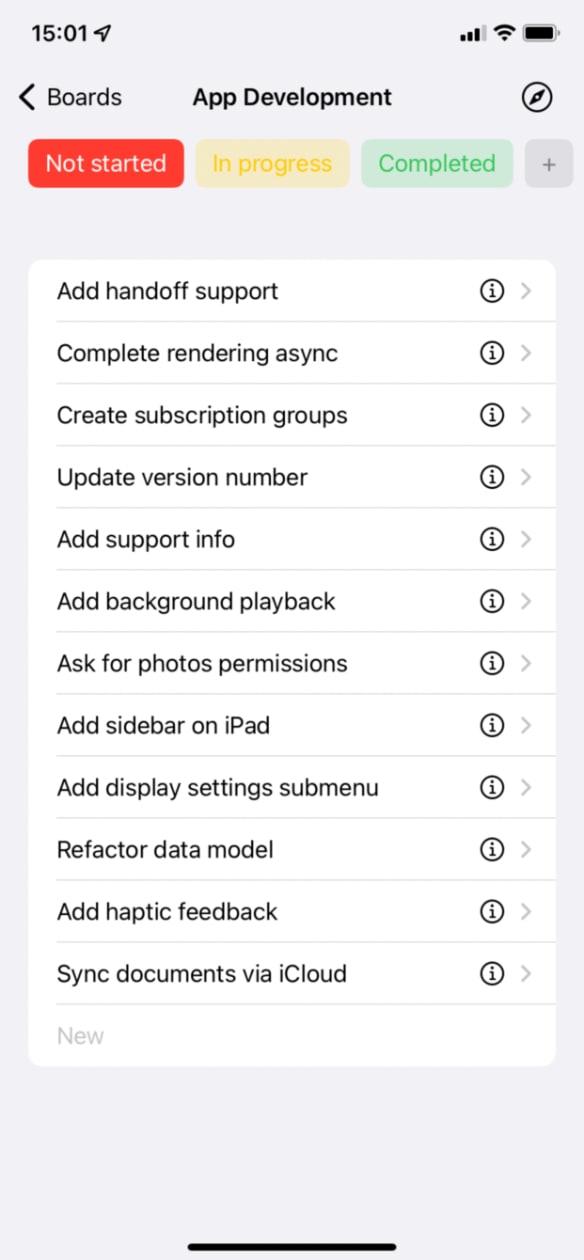 15:01
Boards
App Development
Not started
In progress
Completed
+
Add handoff support
Complete rendering async
Create subscription groups
Update version number
Add support info
Add background playback
Ask for photos permissions
Add sidebar on iPad
Add display settings submenu
Refactor data model
Add haptic feedback
Sync documents via iCloud
New